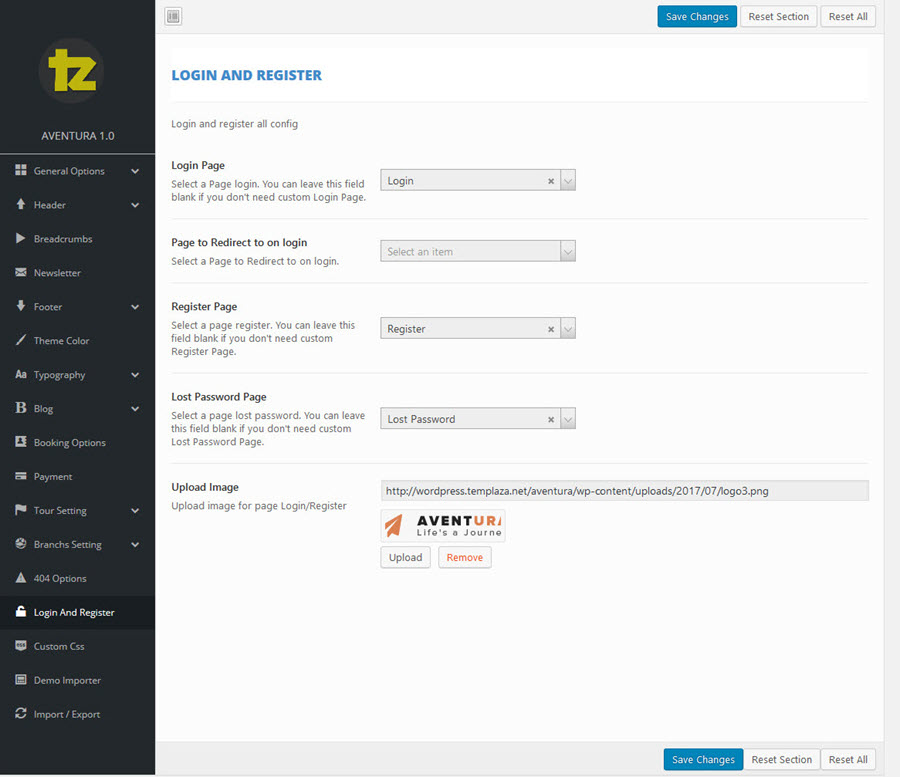 Save Changes Reset Section Reset All
tz
AVENTURA 1.0
General Options
Header
Breadcrumbs
Newsletter
Footer
Theme Color
Aa Typography
B Blog
Booking Options
Payment
Tour Setting
Branchs Setting
404 Options
Login And Register
Custom Css
Demo Importer
Import / Export
LOGIN AND REGISTER
Login and register all config
Login Page
Select a Page login. You can leave this field
blank if you don't need custom Login Page.
Login
Page to Redirect to on login
Select a Page to Redirect to on login.
Select an item
Register Page
Select a page register. You can leave this
field blank if you don't need custom
Register Page.
Register
Lost Password Page
Select a page lost password. You can leave
this field blank if you don't need custom
Lost Password Page.
Lost Password
Upload Image
Upload image for page Login/Register
http://wordpress.templaza.net/aventura/wp-content/uploads/2017/07/logo3.png
AVENTURA
Life's a Journe
Upload Remove
Save Changes Reset Section Reset All